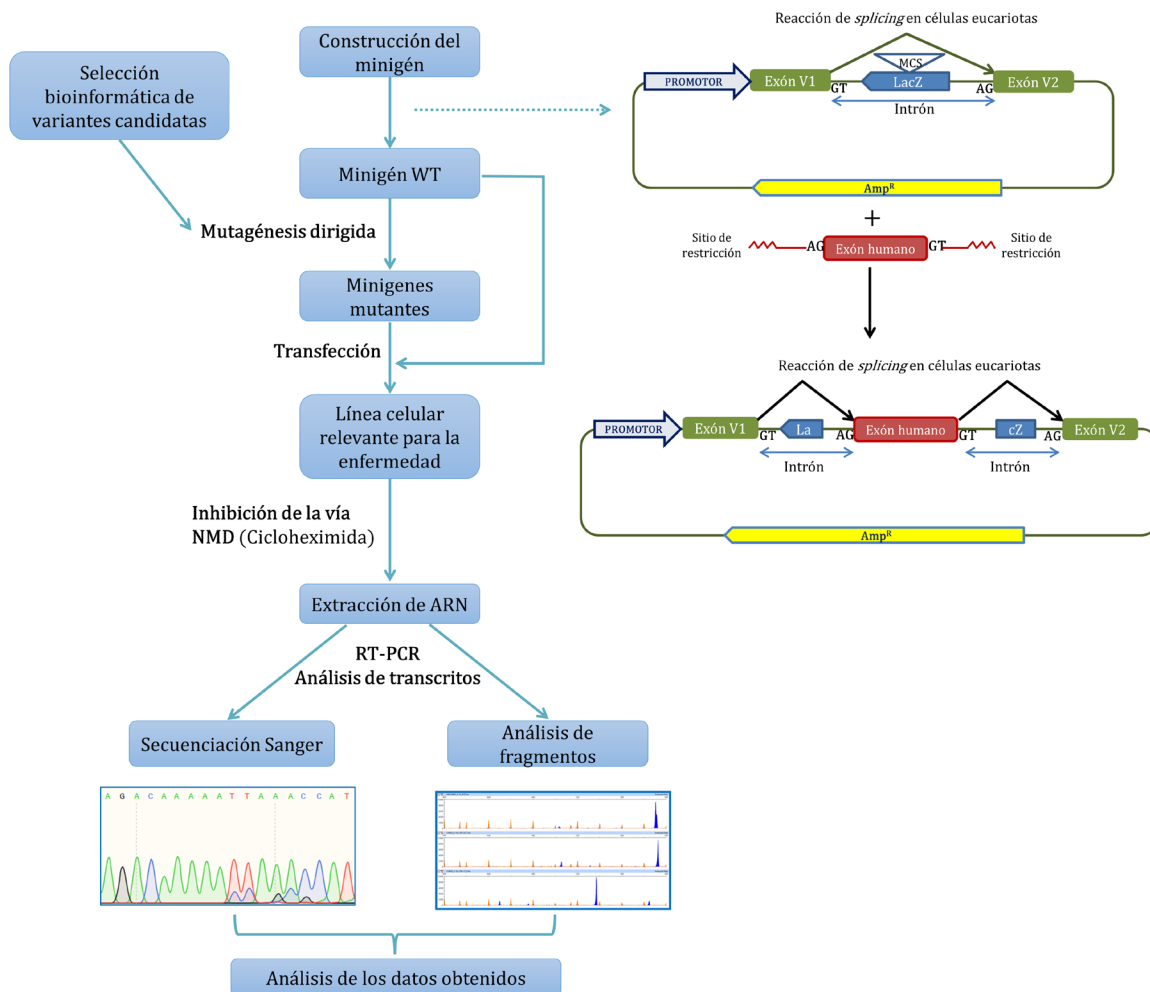 Construcción del
minigén
Selección
bioinformática de
variantes candidatas
Minigén WT
Mutagénesis dirigida
Minigenes
mutantes
Transfección
Línea celular
relevante para la
enfermedad
Inhibición de la vía
NMD (Cicloheximida)
Extracción de ARN
RT-PCR
Análisis de transcritos
Secuenciación Sanger
Análisis de
fragmentos
A G A C A A A A A T T A A A C C A T
Análisis de los datos obtenidos
Reacción de splicing en células eucariotas
MCS
PROMOTOR
Exón V1
LacZ
Exón V2
GT
AG
Intrón
Amp^R
+
Sitio de
restricción
AG
Exón humano
GT
Sitio de
restricción
Reacción de splicing en células eucariotas
PROMOTOR
Exón V1
La
Exón humano
cZ
Exón V2
GT
AG
GT
AG
Intrón
Intrón
Amp^R